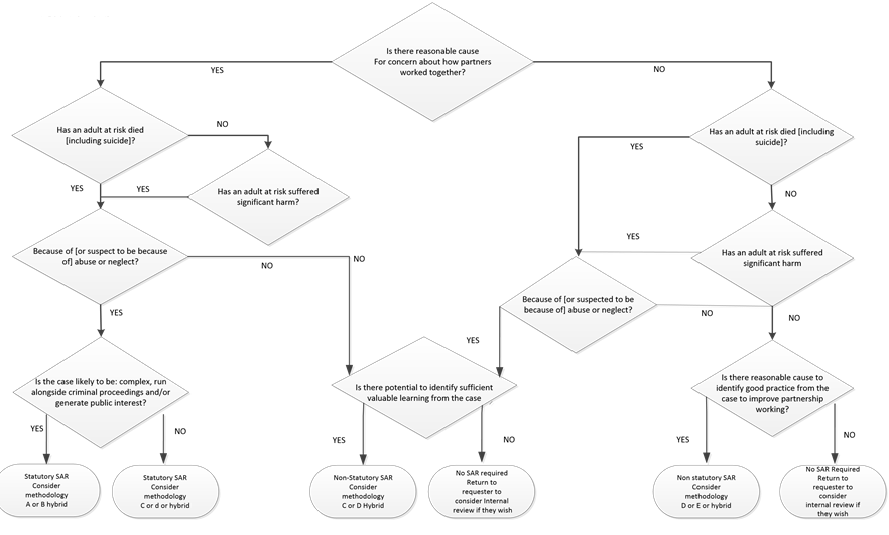 Is there reasonable cause
For concern about how partners
worked together?
YES
NO
Has an adult at risk died
[including suicide]?
NO
Has an adult at risk died [including
suicide]?
YES
YES
YES
Has an adult at risk suffered
significant harm?
NO
YES
Has an adult at risk suffered
significant harm
Because of [or suspect to be because
of] abuse or neglect?
NO
NO
Because of [or suspected to be
because of] abuse or neglect?
NO
NO
YES
YES
Is the case likely to be: complex, run
alongside criminal proceedings and/or
generate public interest?
Is there potential to identify sufficient
valuable learning from the case
Is there reasonable cause to
identify good practice from the
case to improve partnership
working?
YES
NO
YES
NO
YES
NO
Statutory SAR
Consider
methodology
A or B hybrid
Statutory SAR
Consider
methodology
C or d or hybrid
Non-Statutory SAR
Consider
methodology
C or D Hybrid
No SAR required
Return to
requester to
consider Internal
review if they wish
Non statutory SAR
Consider
methodology
D or E or hybrid
No SAR Required
Return to
requester to
consider
internal review if
they wish